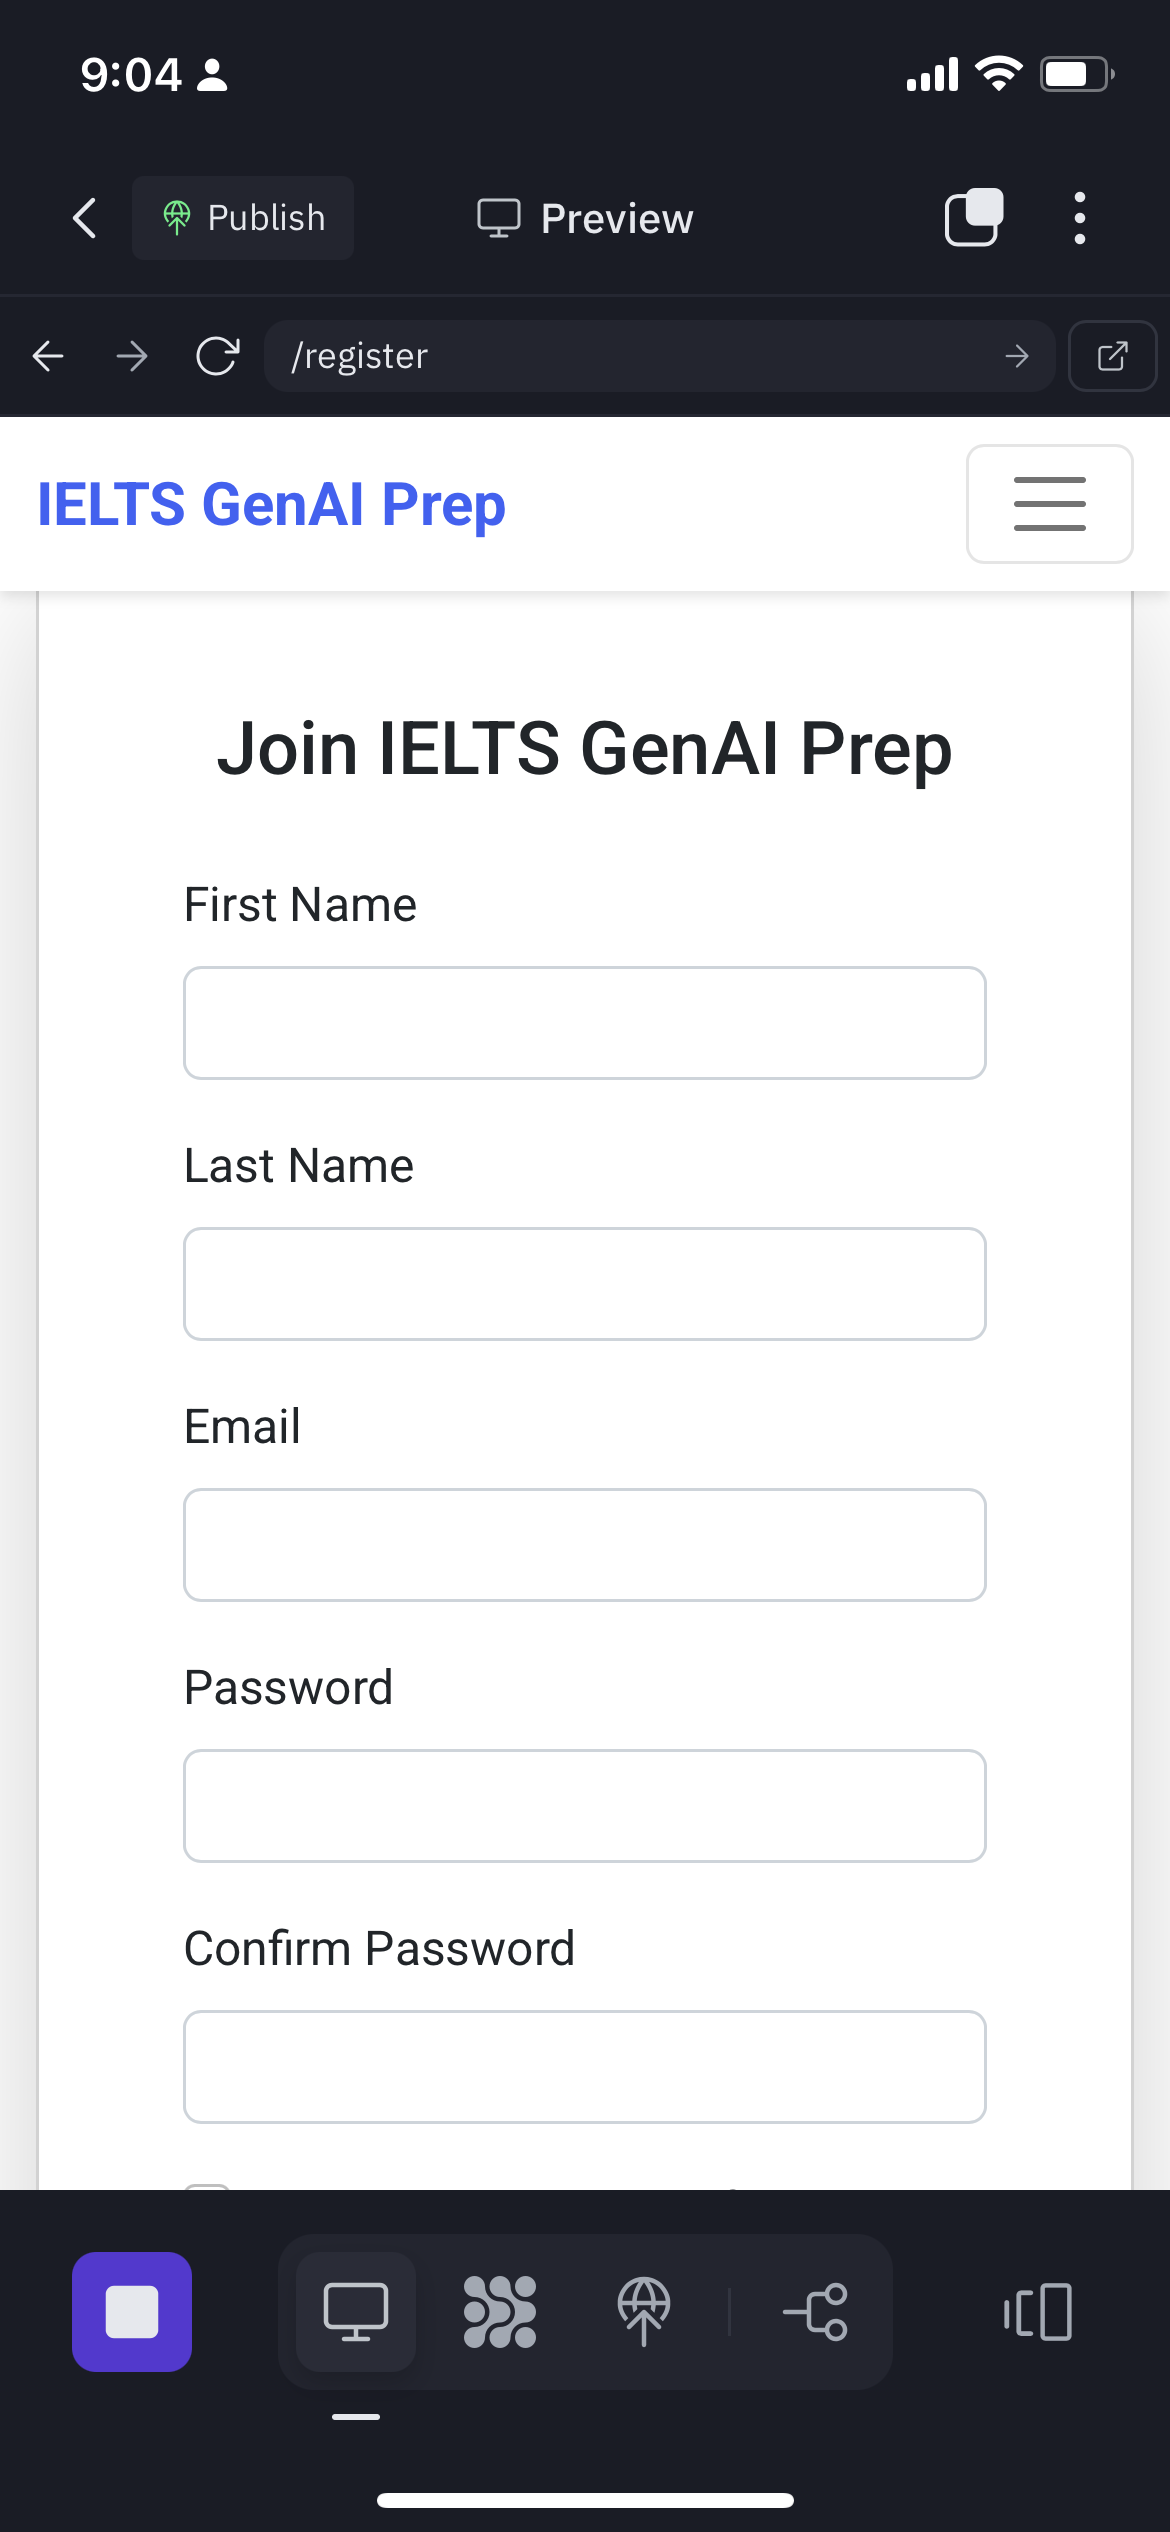 9:04
Publish
Preview
/register
IELTS GenAI Prep
Join IELTS GenAI Prep
First Name
Last Name
Email
Password
Confirm Password